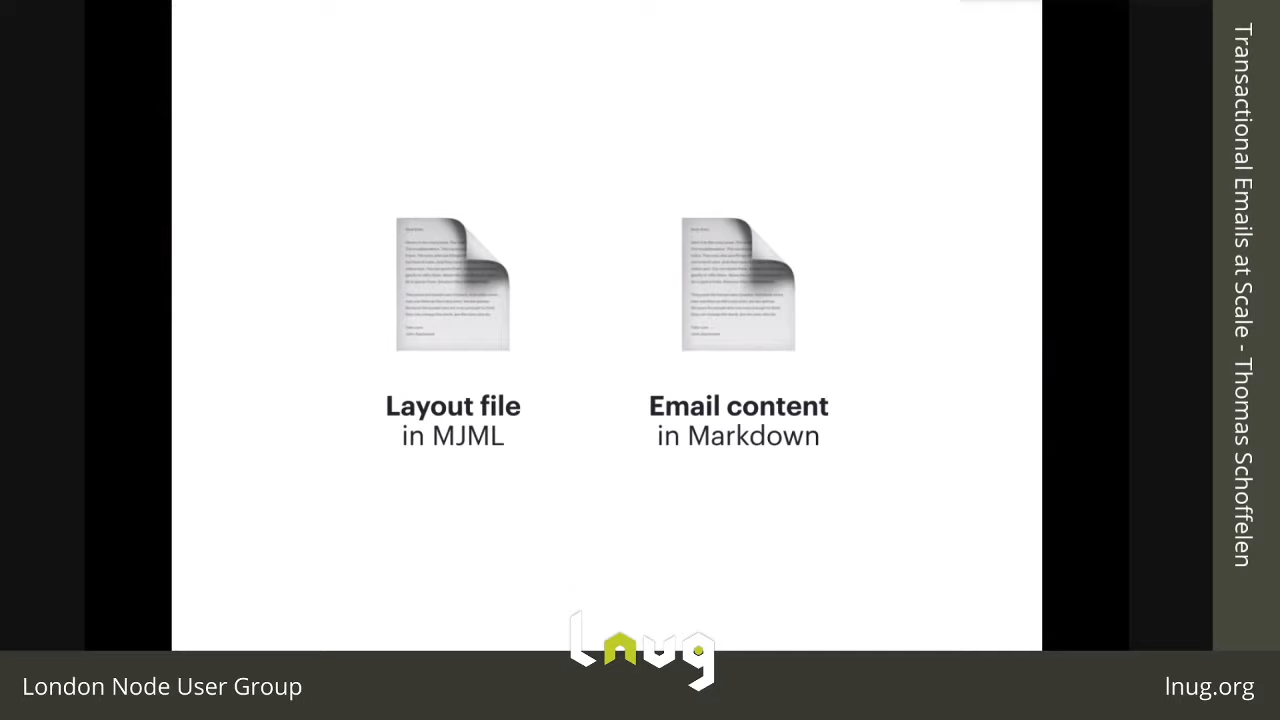 Layout file
in MJML
Email content
in Markdown
Transactional Emails at Scale - Thomas Schoffelen
lnug
London Node User Group
lnug.org